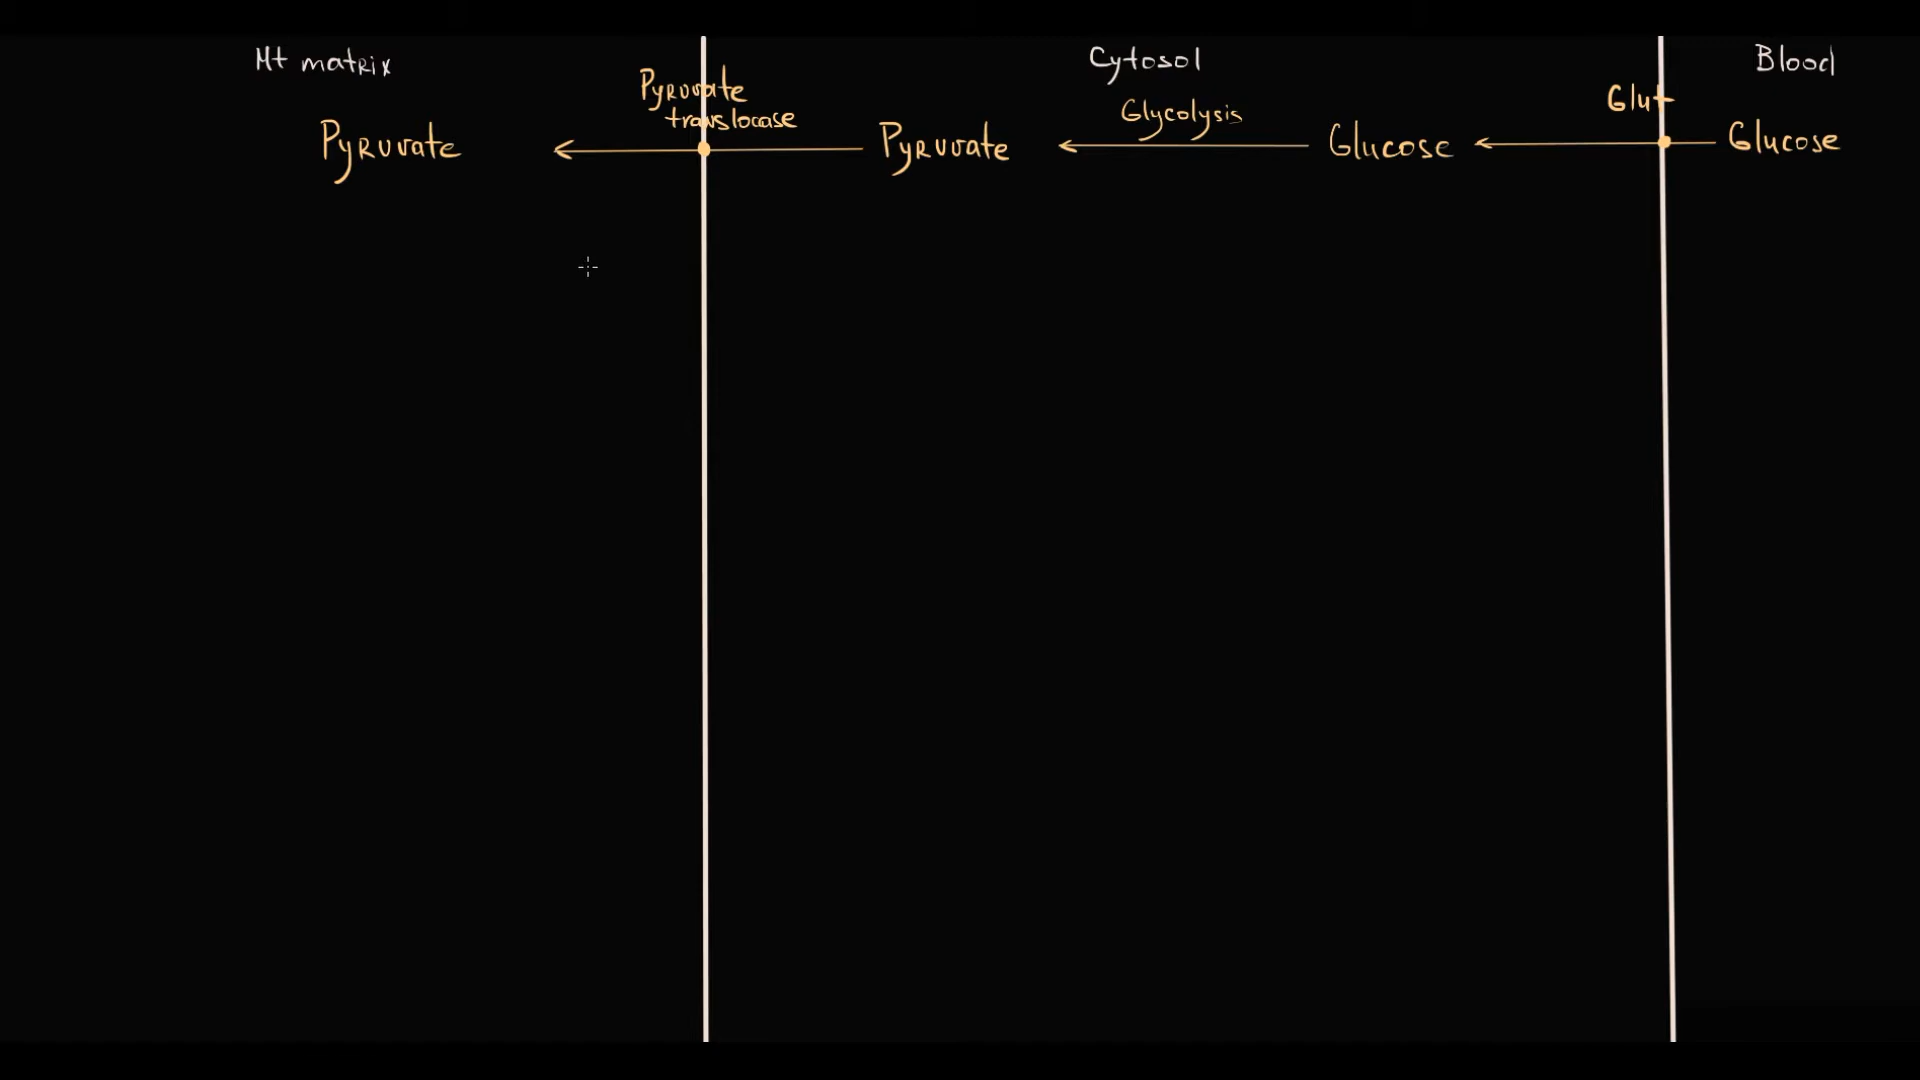 Mt matrix
Cytosol
Blood
Pyruvate
translocase
Glycolysis
Glut
Pyruvate
Pyruvate
Glucose
Glucose